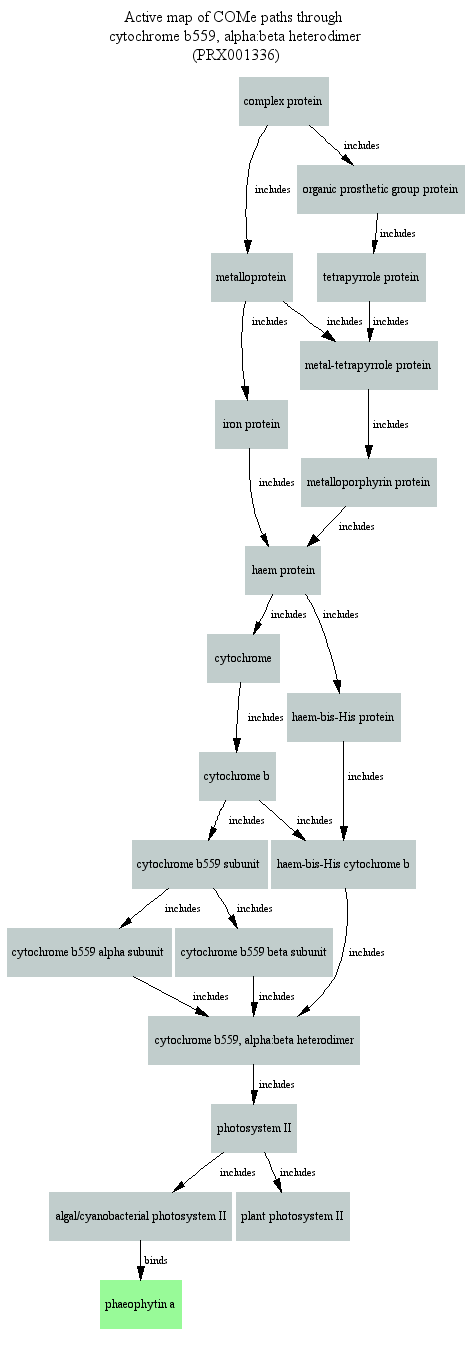 Active map of COMe paths through
cytochrome b559, alpha:beta heterodimer
(PRX001336)
complex protein
includes
includes
organic prosthetic group protein
includes
metalloprotein
tetrapyrrole protein
includes
includes
includes
metal-tetrapyrrole protein
iron protein
includes
metalloporphyrin protein
includes
includes
haem protein
includes
includes
cytochrome
haem-bis-His protein
includes
cytochrome b
includes
includes
includes
cytochrome b559 subunit
haem-bis-His cytochrome b
includes
includes
cytochrome b559 alpha subunit
cytochrome b559 beta subunit
includes
includes
includes
cytochrome b559, alpha:beta heterodimer
includes
photosystem II
includes
includes
algal/cyanobacterial photosystem II
plant photosystem II
binds
phaeophytin a